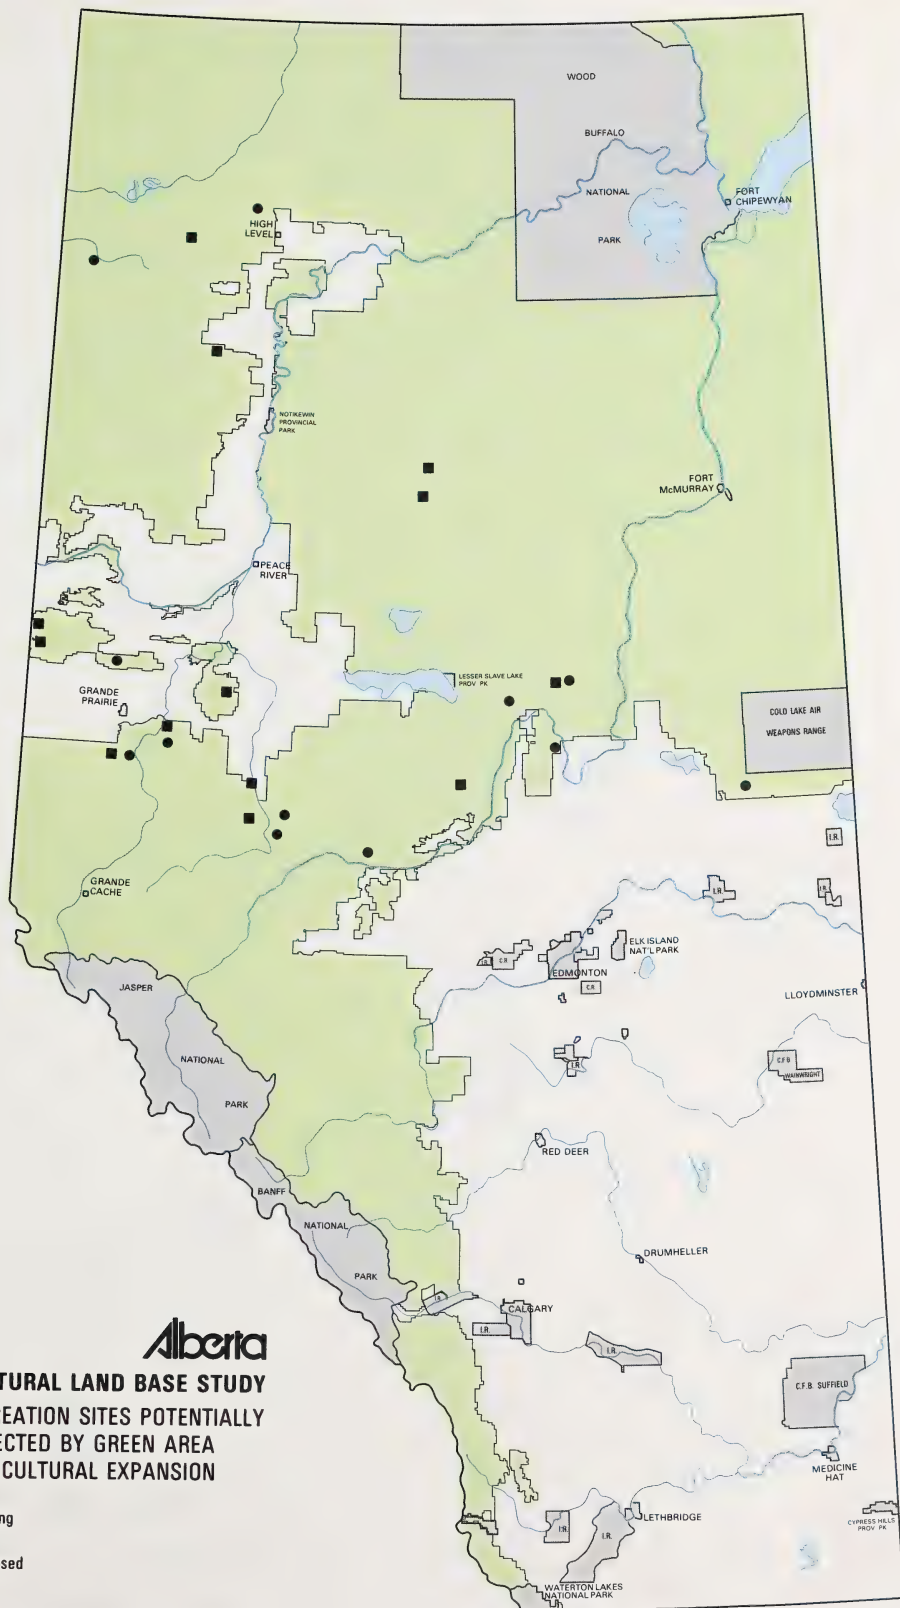 WOOD
BUFFALO
NATIONAL
PARK
FORT
CHIPEWYAN
HIGH
LEVEL
NOTIKEWIN
PROVINCIAL
PARK
FORT
McMURRAY
PEACE
RIVER
LESSER SLAVE LAKE
PROV. PK
GRANDE
PRAIRIE
COLD LAKE AIR
WEAPONS RANGE
I.R.
GRANDE
CACHE
I.R.
I.R.
ELK ISLAND
NAT'L PARK
I.R.
C.R.
EDMONTON
C.R.
JASPER
LLOYDMINSTER
NATIONAL
I.R.
C.F.B.
WAINWRIGHT
PARK
RED DEER
BANFF
NATIONAL
DRUMHELLER
PARK
I.R.
CALGARY
I.R.
I.R.
Alberta
TURAL LAND BASE STUDY
C.F.B. SUFFIELD
EATION SITES POTENTIALLY
ECTED BY GREEN AREA
CULTURAL EXPANSION
MEDICINE
HAT
ng
LETHBRIDGE
CYPRESS HILLS
PROV. PK
I.R.
I.R.
sed
WATERTON LAKES
NATIONAL PARK